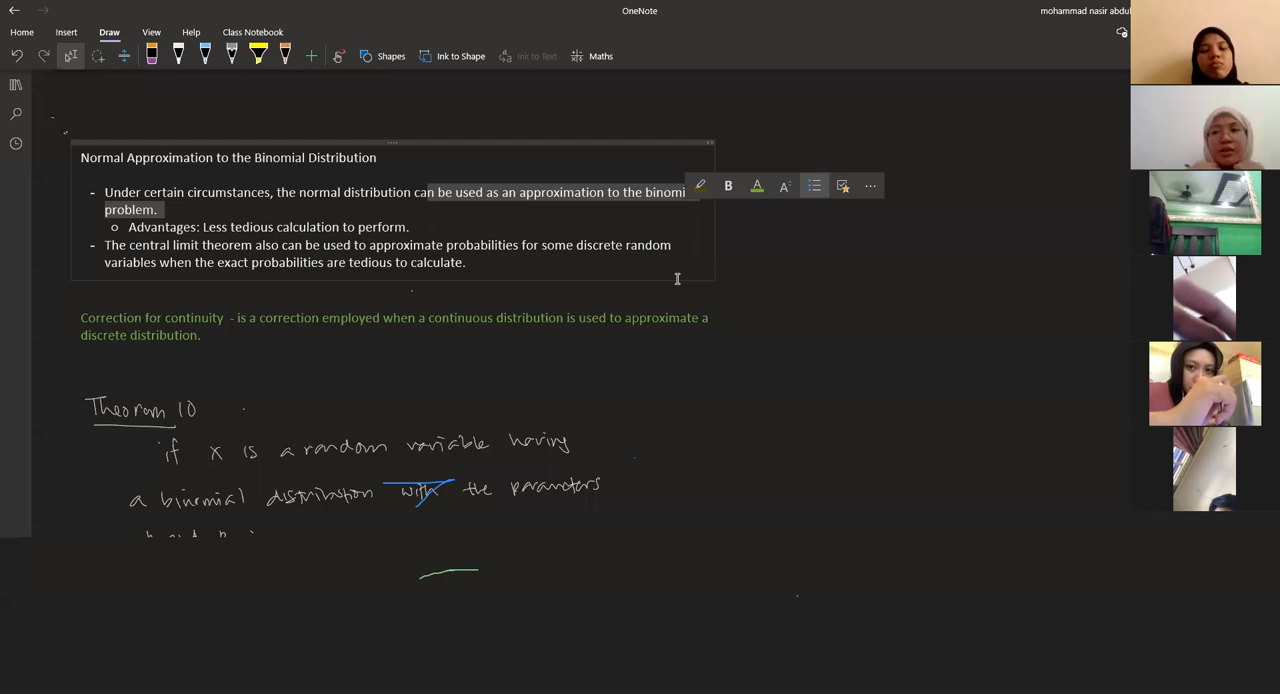 OneNote
mohammad nasir abdul
Home Insert Draw View Help Class Notebook
Shapes Ink to Shape Ink to Text Maths
Normal Approximation to the Binomial Distribution
- Under certain circumstances, the normal distribution can be used as an approximation to the binomi
problem.
o Advantages: Less tedious calculation to perform.
- The central limit theorem also can be used to approximate probabilities for some discrete random
variables when the exact probabilities are tedious to calculate.
B A A
Correction for continuity - is a correction employed when a continuous distribution is used to approximate a
discrete distribution.
Theoram 10
if x is a random variable having
a binomial distribution with the parameters